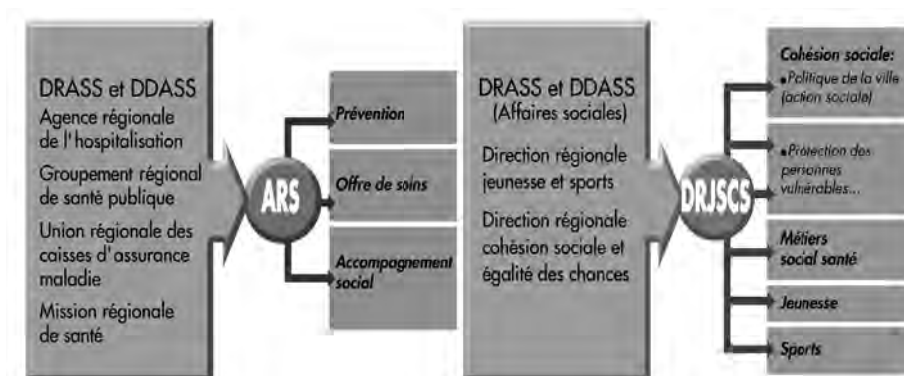 DRASS et DDASS
Agence régionale
de l'hospitalisation
Groupement régional
de santé publique
Union régionale des
caisses d'assurance
maladie
Mission régionale
de santé
ARS
Prévention
Offre de soins
Accompagnement
social
DRASS et DDASS
(Affaires sociales)
Direction régionale
jeunesse et sports
Direction régionale
cohésion sociale et
égalité des chances
DRJSCS
Cohésion sociale:
•Politique de la ville
(action sociale)
•Protection des
personnes
vulnérables...
Métiers
social santé
Jeunesse
Sports